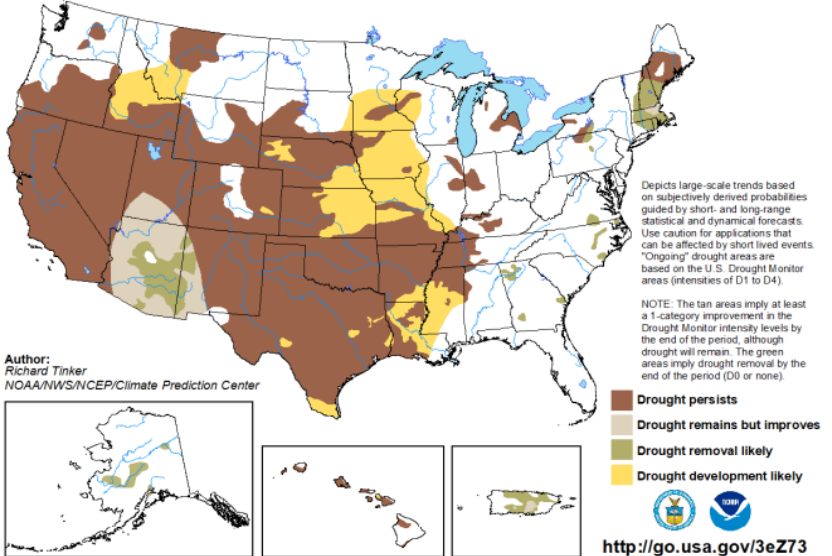 Depicts large-scale trends based
on subjectively derived probabilities
guided by short- and long-range
statistical and dynamical forecasts.
Use caution for applications that
can be affected by short lived events.
"Ongoing" drought areas are
based on the U.S. Drought Monitor
areas (intensities of D1 to D4).
NOTE: The tan areas imply at least
a 1-category improvement in the
Drought Monitor intensity levels by
the end of the period, although
drought will remain. The green
areas imply drought removal by the
end of the period (D0 or none).
Author:
Richard Tinker
NOAA/NWS/NCEP/Climate Prediction Center
Drought persists
Drought remains but improves
Drought removal likely
Drought development likely
http://go.usa.gov/3eZ73